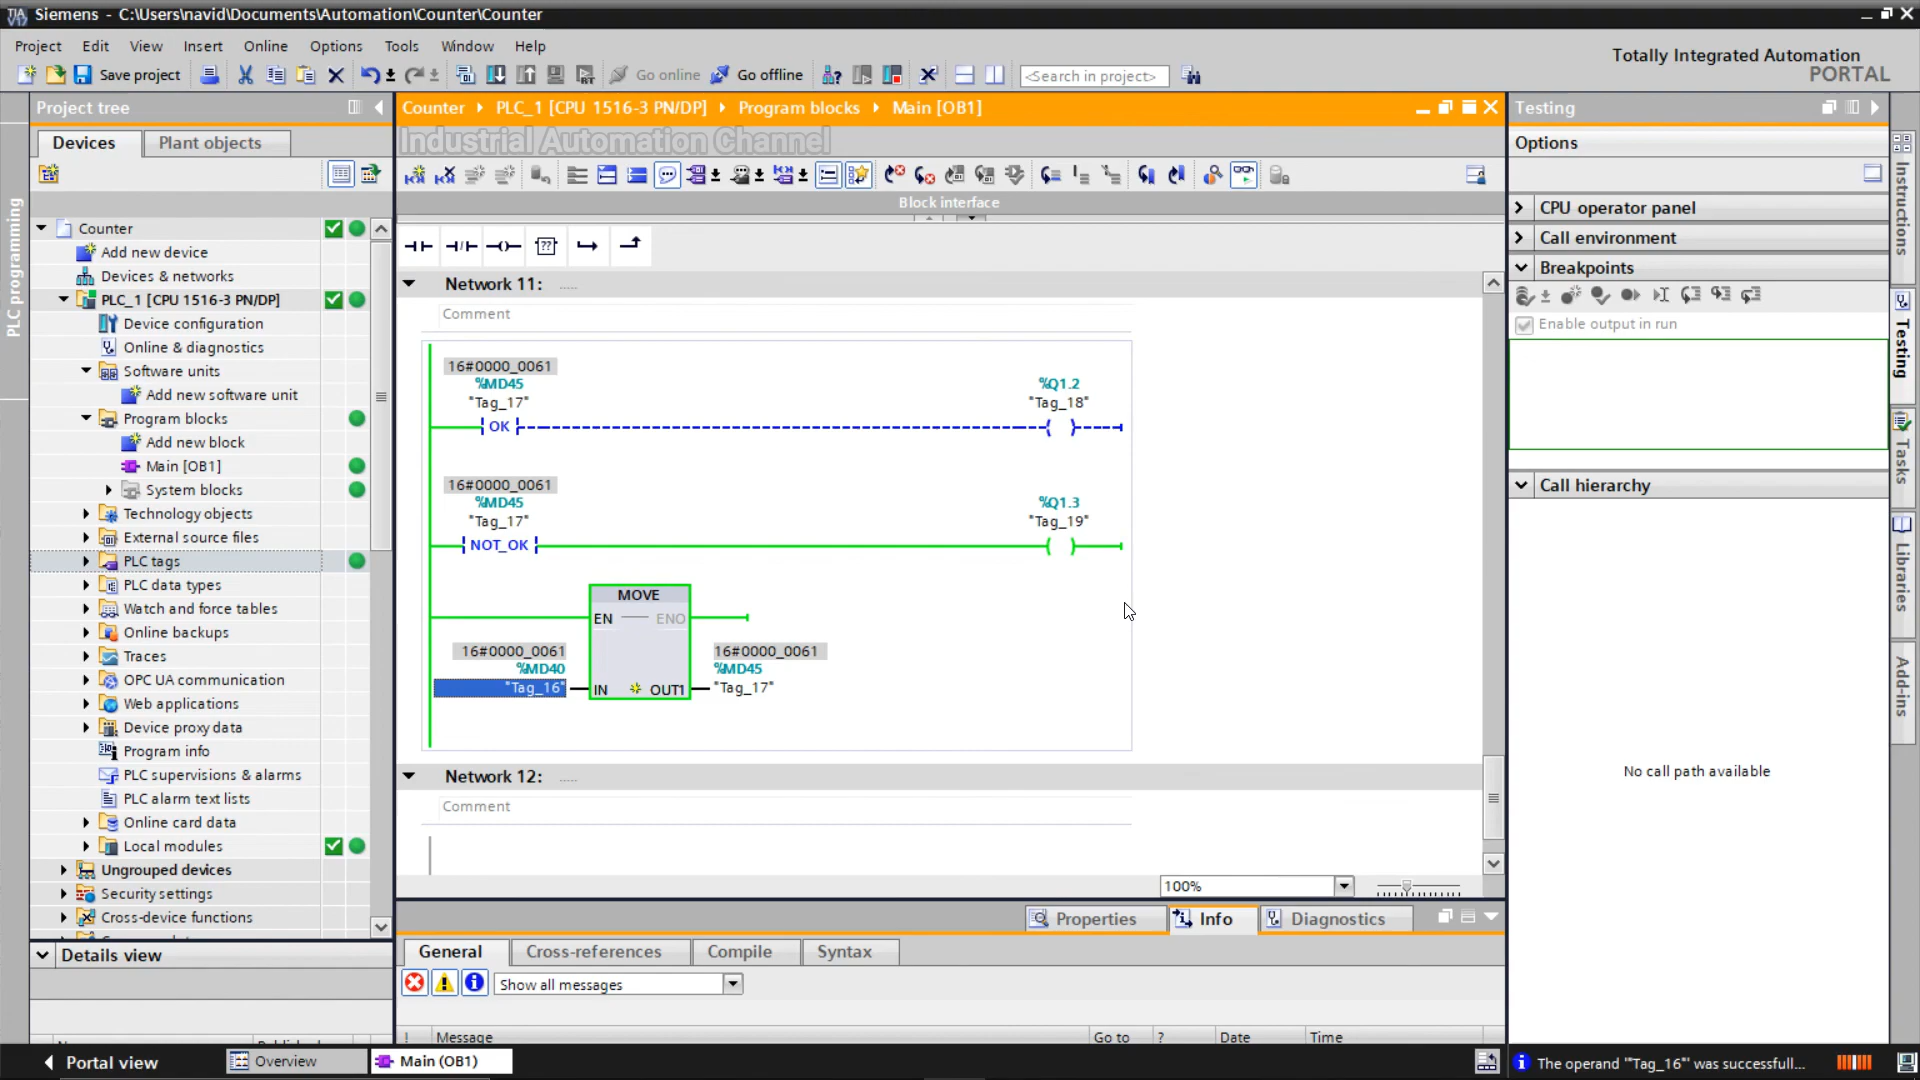 Siemens - C:\Users\navid\Documents\Automation\Counter\Counter
Project Edit View Insert Online Options Tools Window Help
Totally Integrated Automation
PORTAL
Save project
Go online
Go offline
<Search in project>
Project tree
Devices
Plant objects
PLC programming
Counter
Add new device
Devices & networks
PLC_1 [CPU 1516-3 PN/DP]
Device configuration
Online & diagnostics
Software units
Add new software unit
Program blocks
Add new block
Main [OB1]
System blocks
Technology objects
External source files
PLC tags
PLC data types
Watch and force tables
Online backups
Traces
OPC UA communication
Web applications
Device proxy data
Program info
PLC supervisions & alarms
PLC alarm text lists
Online card data
Local modules
Ungrouped devices
Security settings
Cross-device functions
Details view
Counter PLC_1 [CPU 1516-3 PN/DP] Program blocks Main [OB1]
Industrial Automation Channel
Block interface
??
Network 11: .....
Comment
16#0000_0061
%MD45
"Tag_17"
OK
%Q1.2
"Tag_18"
16#0000_0061
%MD45
"Tag_17"
NOT_OK
%Q1.3
"Tag_19"
MOVE
EN ENO
16#0000_0061
%MD40
"Tag_16"
IN OUT1
16#0000_0061
%MD45
"Tag_17"
Network 12: .....
Comment
100%
Properties
Info
Diagnostics
General
Cross-references
Compile
Syntax
Show all messages
! Message Go to ? Date Time
Testing
Options
CPU operator panel
Call environment
Breakpoints
Enable output in run
Call hierarchy
No call path available
Instructions
Testing
Tasks
Libraries
Add-ins
Portal view
Overview
Main (OB1)
The operand '"Tag_16"' was successfull...